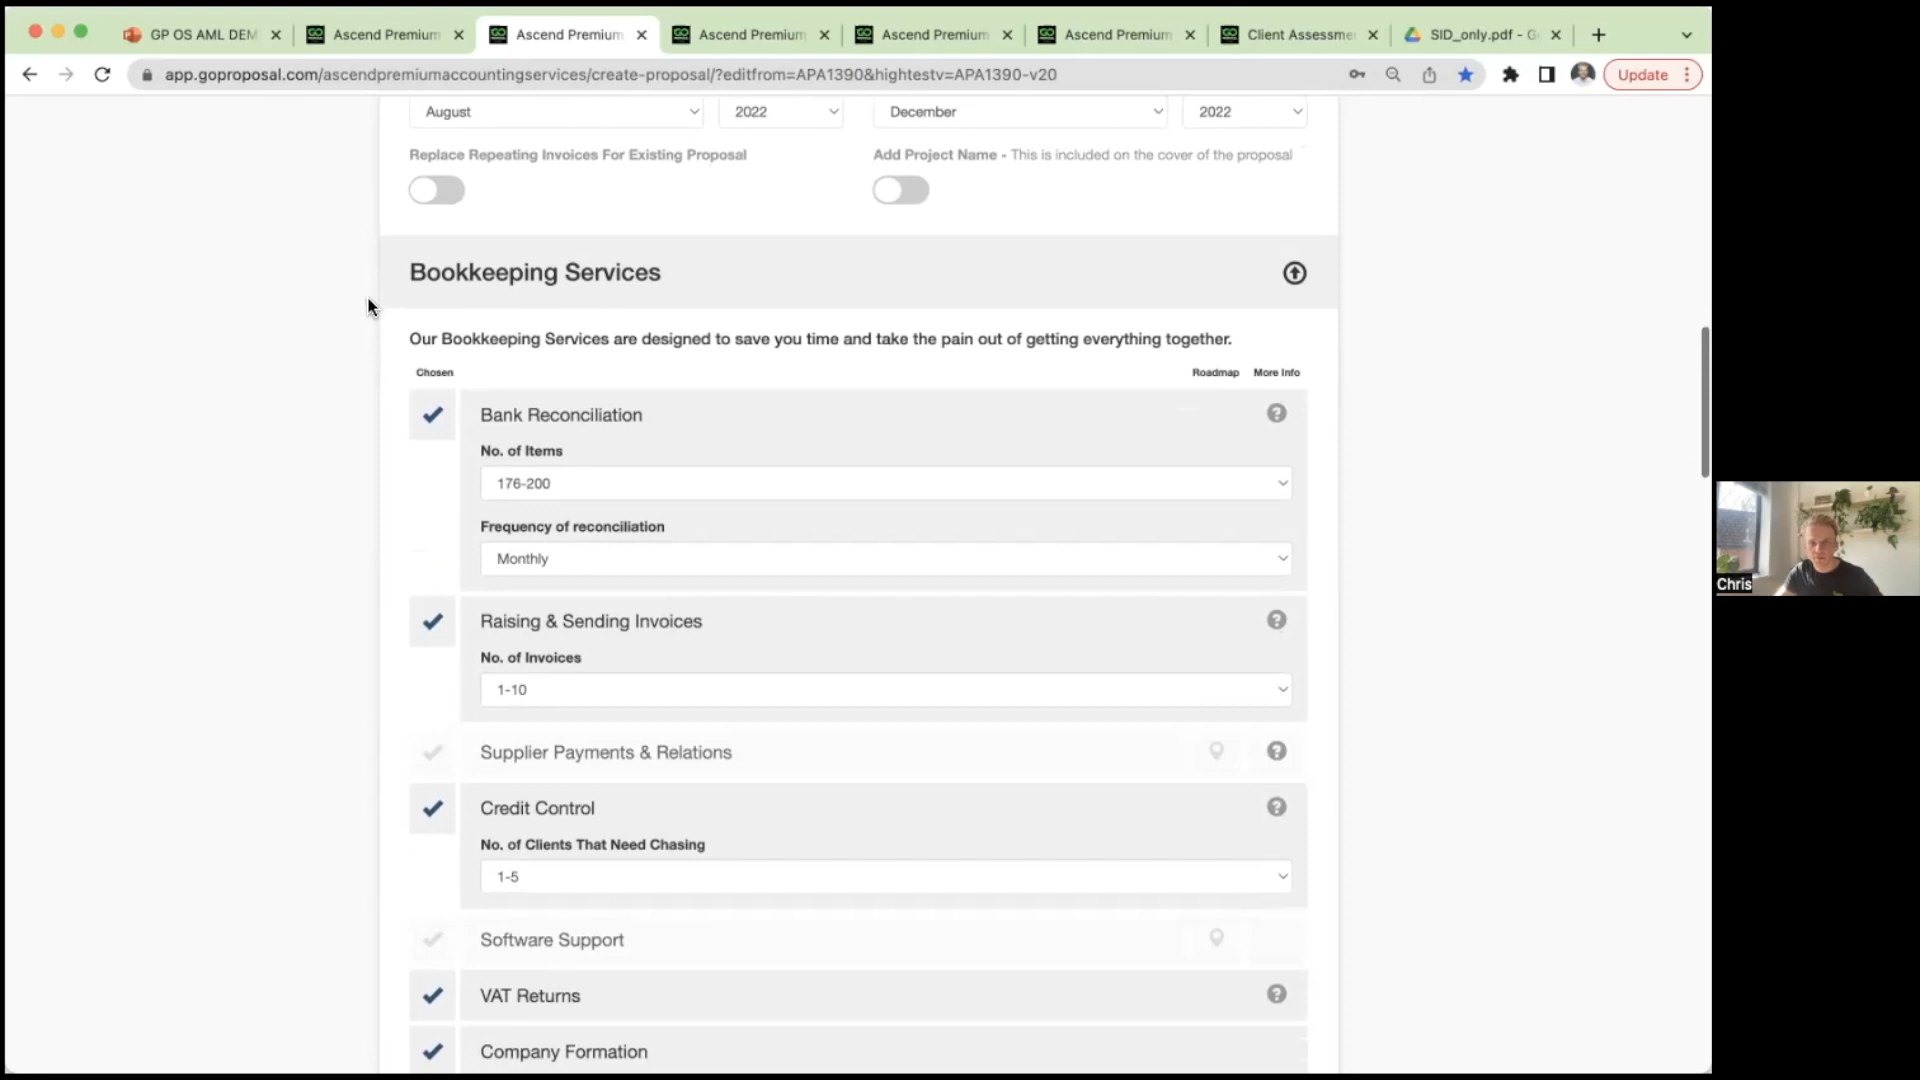 GP OS AML DEM
Ascend Premium
Ascend Premium
Ascend Premium
Ascend Premium
Ascend Premium
Client Assessme
SID_only.pdf - G
app.goproposal.com/ascendpremiumaccountingservices/create-proposal/?editfrom=APA1390&hightestv=APA1390-v20
Update
August
2022
December
2022
Replace Repeating Invoices For Existing Proposal
Add Project Name - This is included on the cover of the proposal
Bookkeeping Services
Our Bookkeeping Services are designed to save you time and take the pain out of getting everything together.
Chosen
Roadmap
More Info
Bank Reconciliation
No. of Items
176-200
Frequency of reconciliation
Monthly
Raising & Sending Invoices
No. of Invoices
1-10
Supplier Payments & Relations
Credit Control
No. of Clients That Need Chasing
1-5
Software Support
VAT Returns
Company Formation
Chris